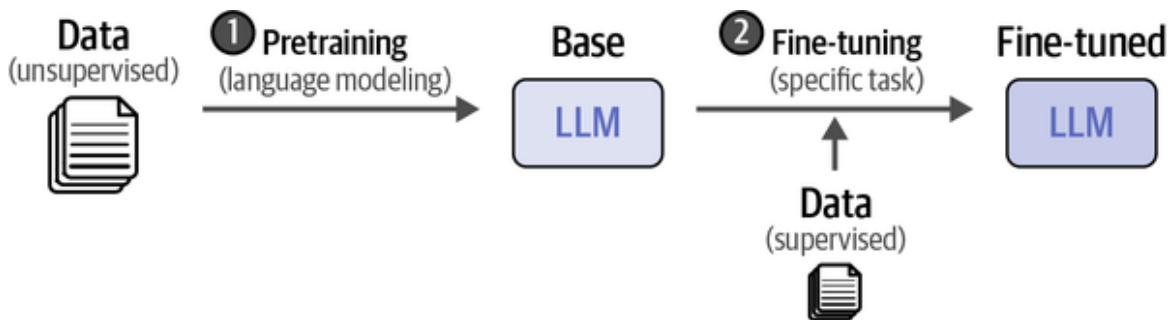 Data
(unsupervised)
1 Pretraining
(language modeling)
Base
LLM
2 Fine-tuning
(specific task)
Data
(supervised)
Fine-tuned
LLM